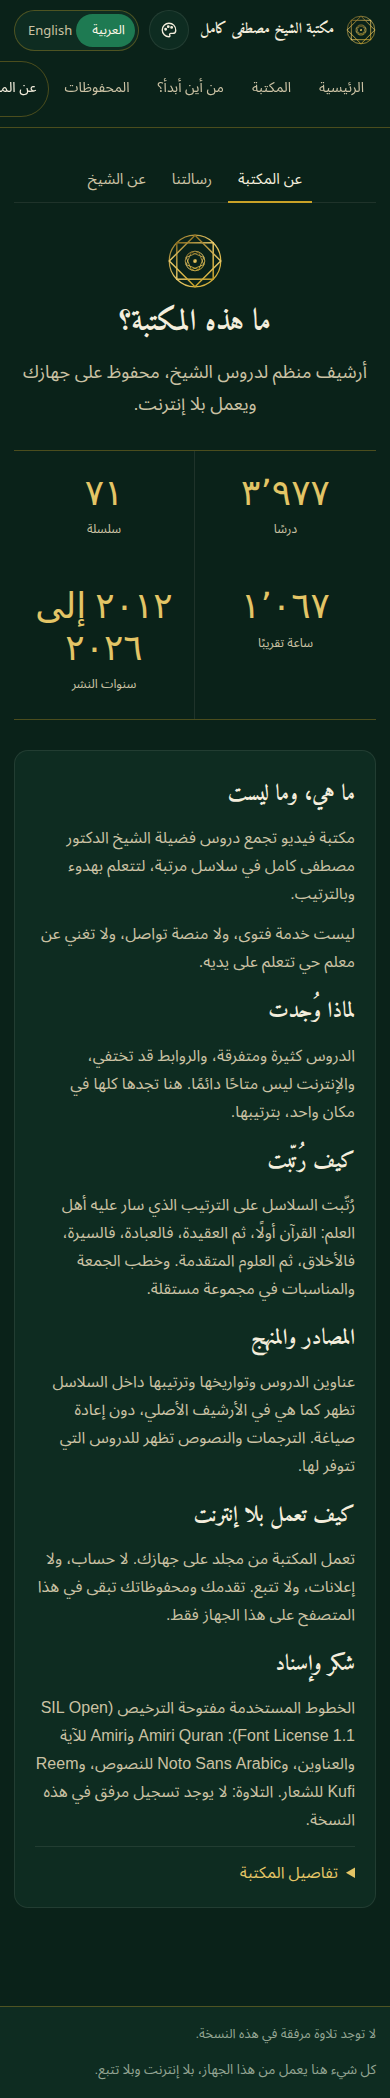 مكتبة الشيخ مصطفى كامل
العربية
English
الرئيسية
المكتبة
من أين أبدأ؟
المحفوظات
عن الم
عن المكتبة
رسالتنا
عن الشيخ
ما هذه المكتبة؟
أرشيف منظم لدروس الشيخ، محفوظ على جهازك
ويعمل بلا إنترنت.
٣٬٩٧٧
درسًا
٧١
سلسلة
١٬٠٦٧
ساعة تقريبًا
٢٠١٢ إلى
٢٠٢٦
سنوات النشر
ما هي، وما ليست
مكتبة فيديو تجمع دروس فضيلة الشيخ الدكتور
مصطفى كامل في سلاسل مرتبة، لتتعلم بهدوء
وبالترتيب.
ليست خدمة فتوى، ولا منصة تواصل، ولا تغني عن
معلم حي تتعلم على يديه.
لماذا وُجدت
الدروس كثيرة ومتفرقة، والروابط قد تختفي،
والإنترنت ليس متاحًا دائمًا. هنا تجدها كلها في
مكان واحد، بترتيبها.
كيف رُتّبت
رُتّبت السلاسل على الترتيب الذي سار عليه أهل
العلم: القرآن أولًا، ثم العقيدة، فالعبادة، فالسيرة،
فالأخلاق، ثم العلوم المتقدمة. وخطب الجمعة
والمناسبات في مجموعة مستقلة.
المصادر والمنهج
عناوين الدروس وتواريخها وترتيبها داخل السلاسل
تظهر كما هي في الأرشيف الأصلي، دون إعادة
صياغة. الترجمات والنصوص تظهر للدروس التي
تتوفر لها.
كيف تعمل بلا إنترنت
تعمل المكتبة من مجلد على جهازك. لا حساب، ولا
إعلانات، ولا تتبع. تقدمك ومحفوظاتك تبقى في هذا
المتصفح على هذا الجهاز فقط.
شكر وإسناد
الخطوط المستخدمة مفتوحة الترخيص (SIL Open
Font License 1.1): Amiri Quran وAmiri للآية
والعناوين، وNoto Sans Arabic للنصوص، وReem
Kufi للشعار. التلاوة: لا يوجد تسجيل مرفق في هذه
النسخة.
تفاصيل المكتبة
لا توجد تلاوة مرفقة في هذه النسخة.
كل شيء هنا يعمل من هذا الجهاز، بلا إنترنت وبلا تتبع.